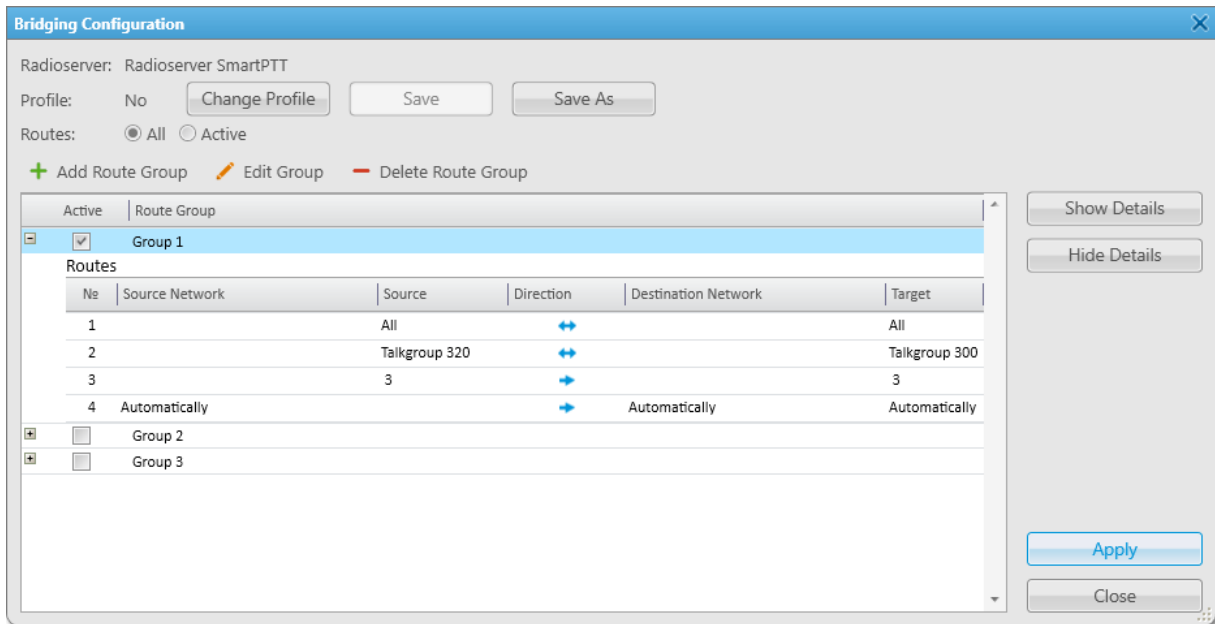 Bridging Configuration
Radioserver: Radioserver SmartPTT
Profile: No Change Profile Save Save As
Routes: All Active
Add Route Group Edit Group Delete Route Group
Active Route Group Show Details
Group 1
Routes Hide Details
№ Source Network Source Direction Destination Network Target
1 All All
2 Talkgroup 320 Talkgroup 300
3 3 3
4 Automatically Automatically Automatically
Group 2
Group 3
Apply
Close